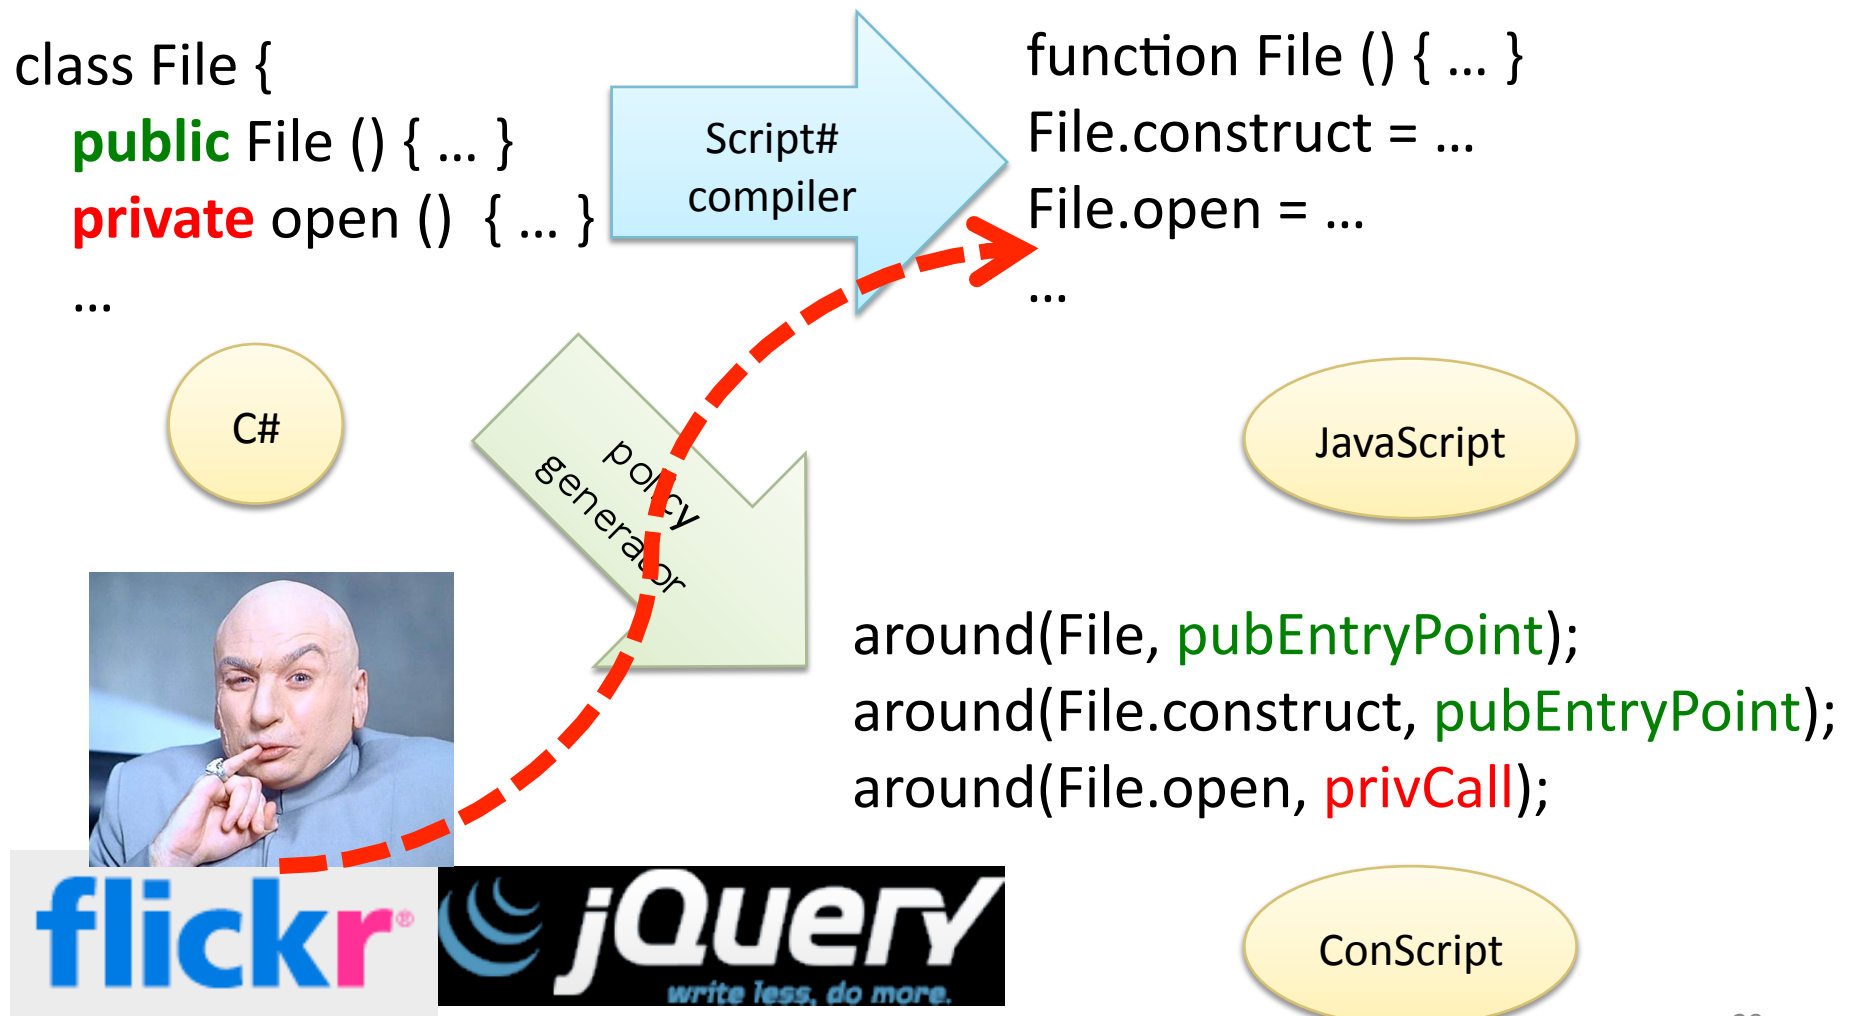 class File {
public File () { … }
private open () { … }
…
Script#
compiler
function File () { … }
File.construct = …
File.open = …
…
C#
policy
generator
JavaScript
around(File, pubEntryPoint);
around(File.construct, pubEntryPoint);
around(File.open, privCall);
flickr®
jQuery
write less, do more.
ConScript